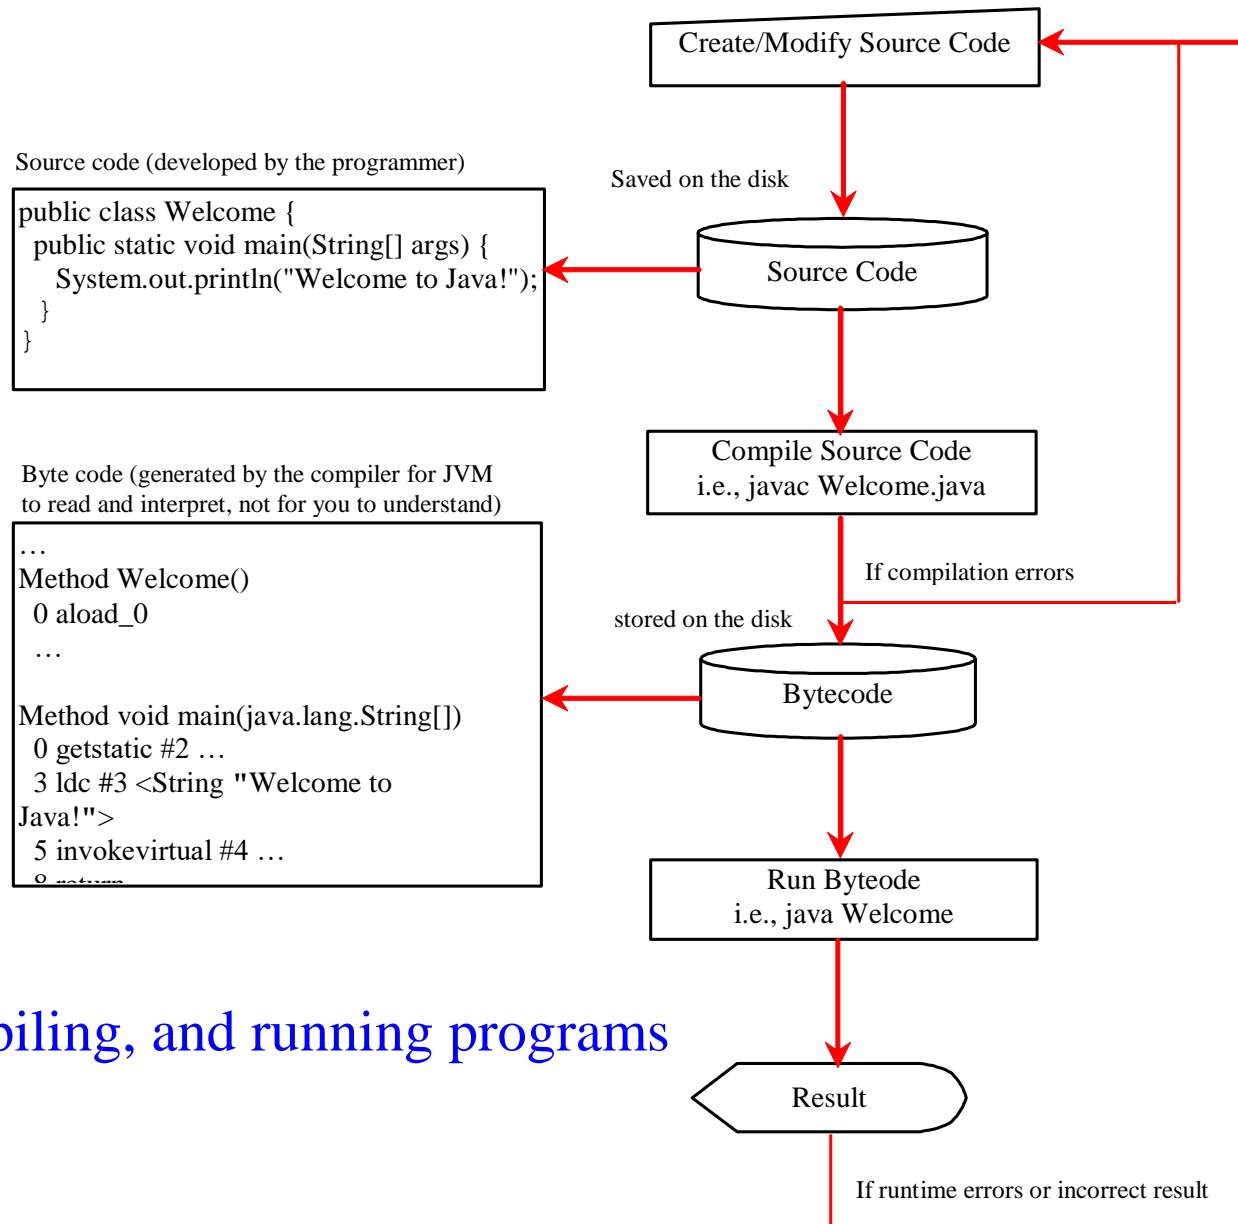 Create/Modify Source Code
Source code (developed by the programmer)
public class Welcome {
public static void main(String[] args) {
System.out.println("Welcome to Java!");
}
}
Saved on the disk
Source Code
Compile Source Code
i.e., javac Welcome.java
If compilation errors
Byte code (generated by the compiler for JVM
to read and interpret, not for you to understand)
…
Method Welcome()
0 aload_0
…
Method void main(java.lang.String[])
0 getstatic #2 …
3 ldc #3 <String "Welcome to
Java!">
5 invokevirtual #4 …
8 return
stored on the disk
Bytecode
Run Byteode
i.e., java Welcome
piling, and running programs
Result
If runtime errors or incorrect result